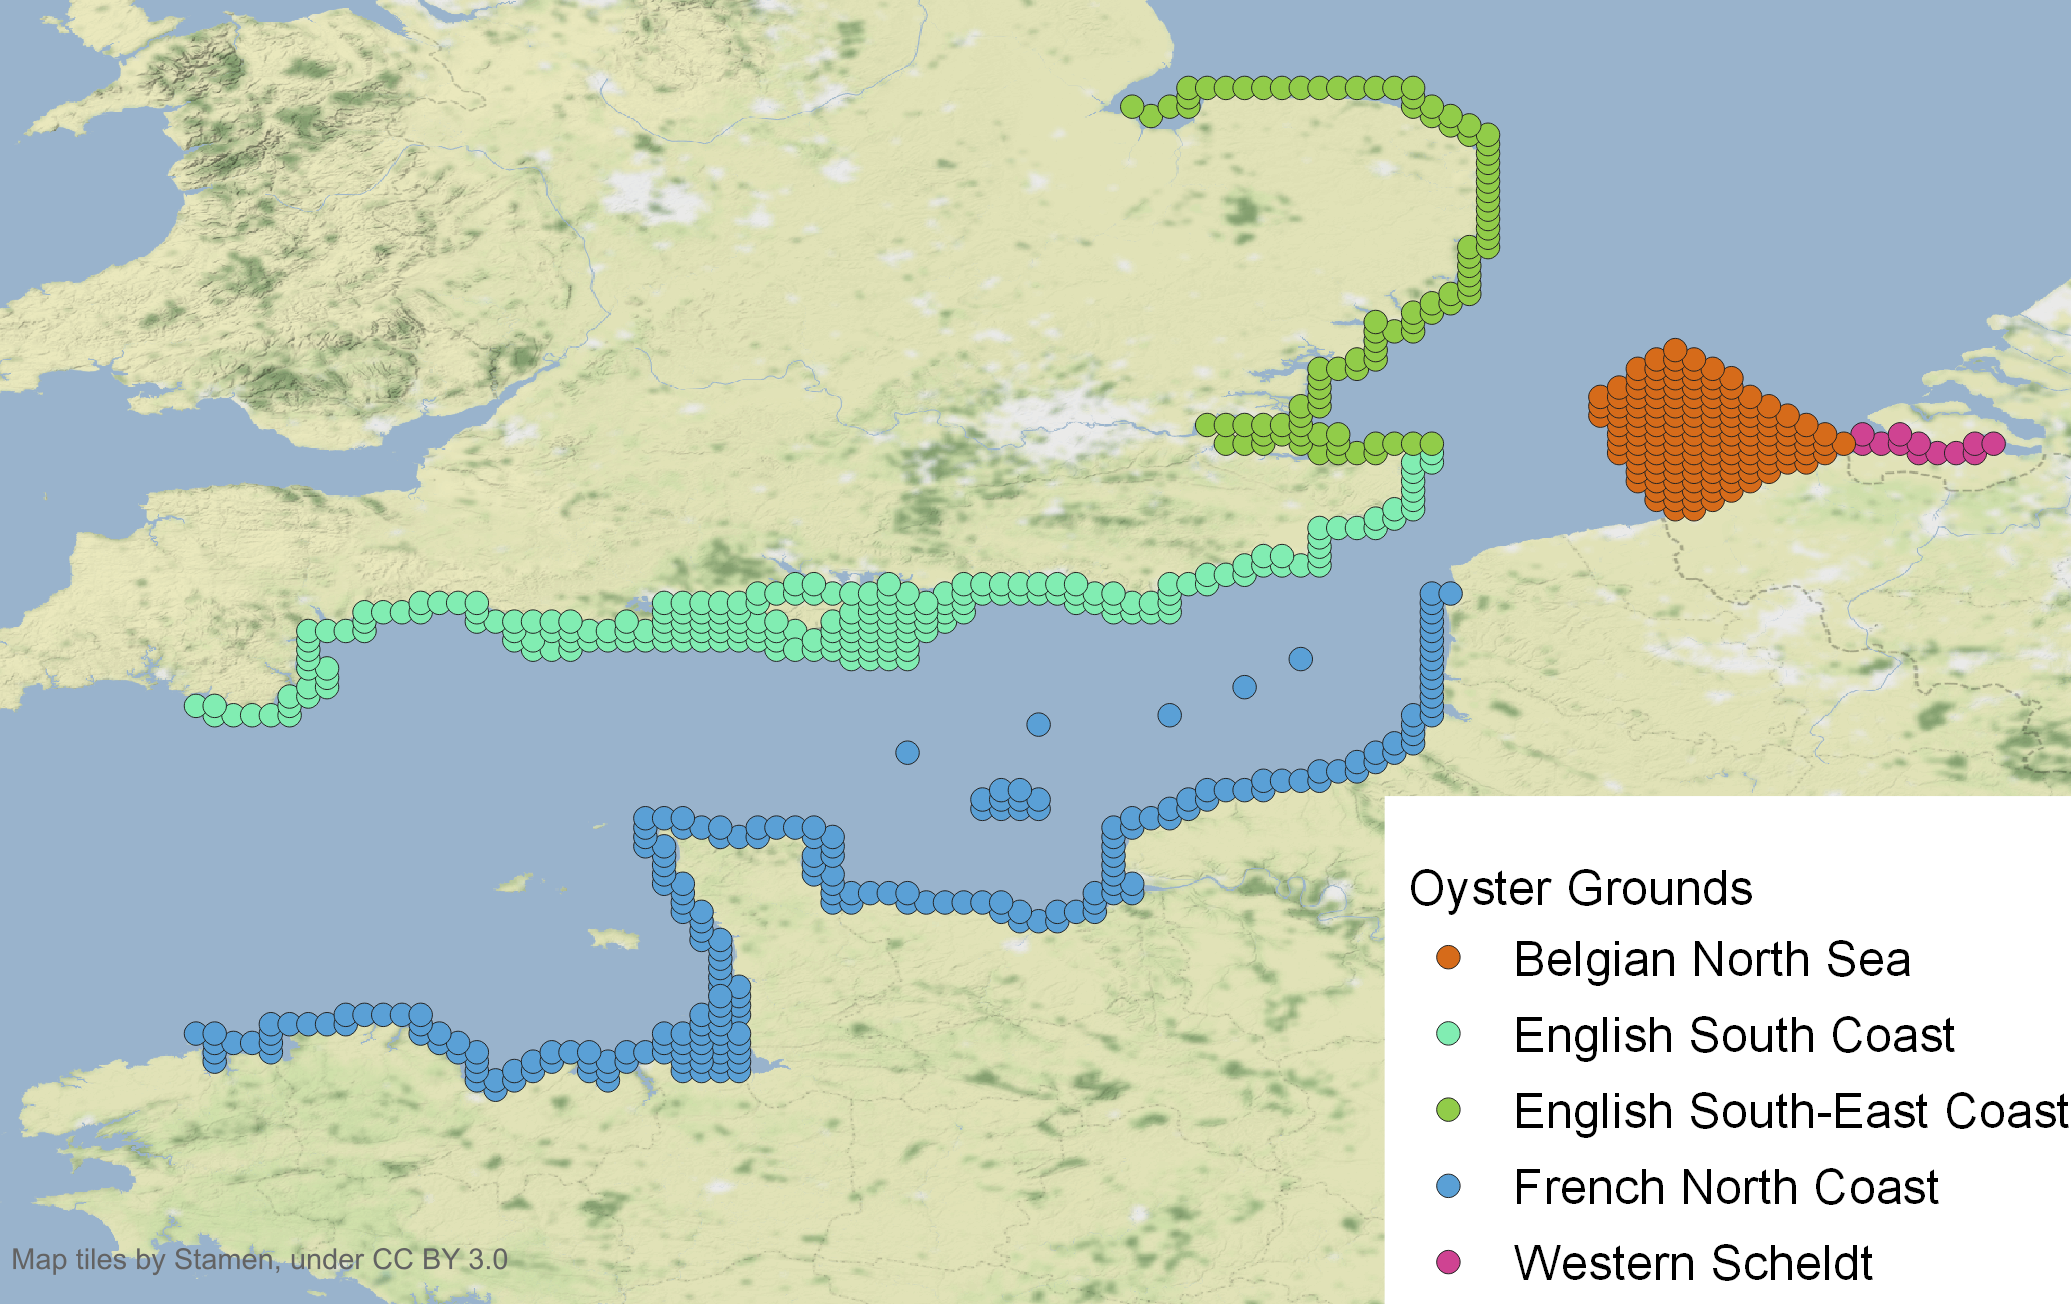 Oyster Grounds
Belgian North Sea
English South Coast
English South-East Coast
French North Coast
Western Scheldt
Map tiles by Stamen, under CC BY 3.0